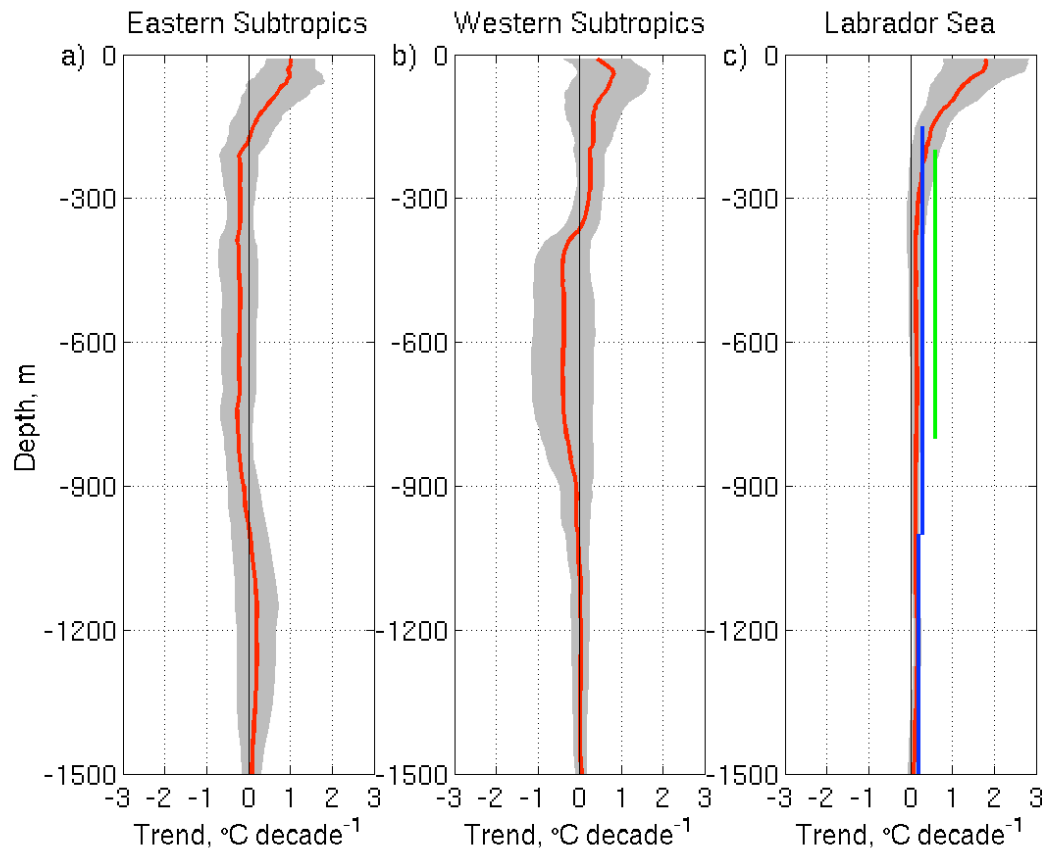 Eastern Subtropics
Western Subtropics
Labrador Sea
a)
b)
c)
0
-300
-600
-900
-1200
-1500
0
-300
-600
-900
-1200
-1500
0
-300
-600
-900
-1200
-1500
Depth, m
-3 -2 -1 0 1 2 3
-3 -2 -1 0 1 2 3
-3 -2 -1 0 1 2 3
Trend, °C decade⁻¹
Trend, °C decade⁻¹
Trend, °C decade⁻¹